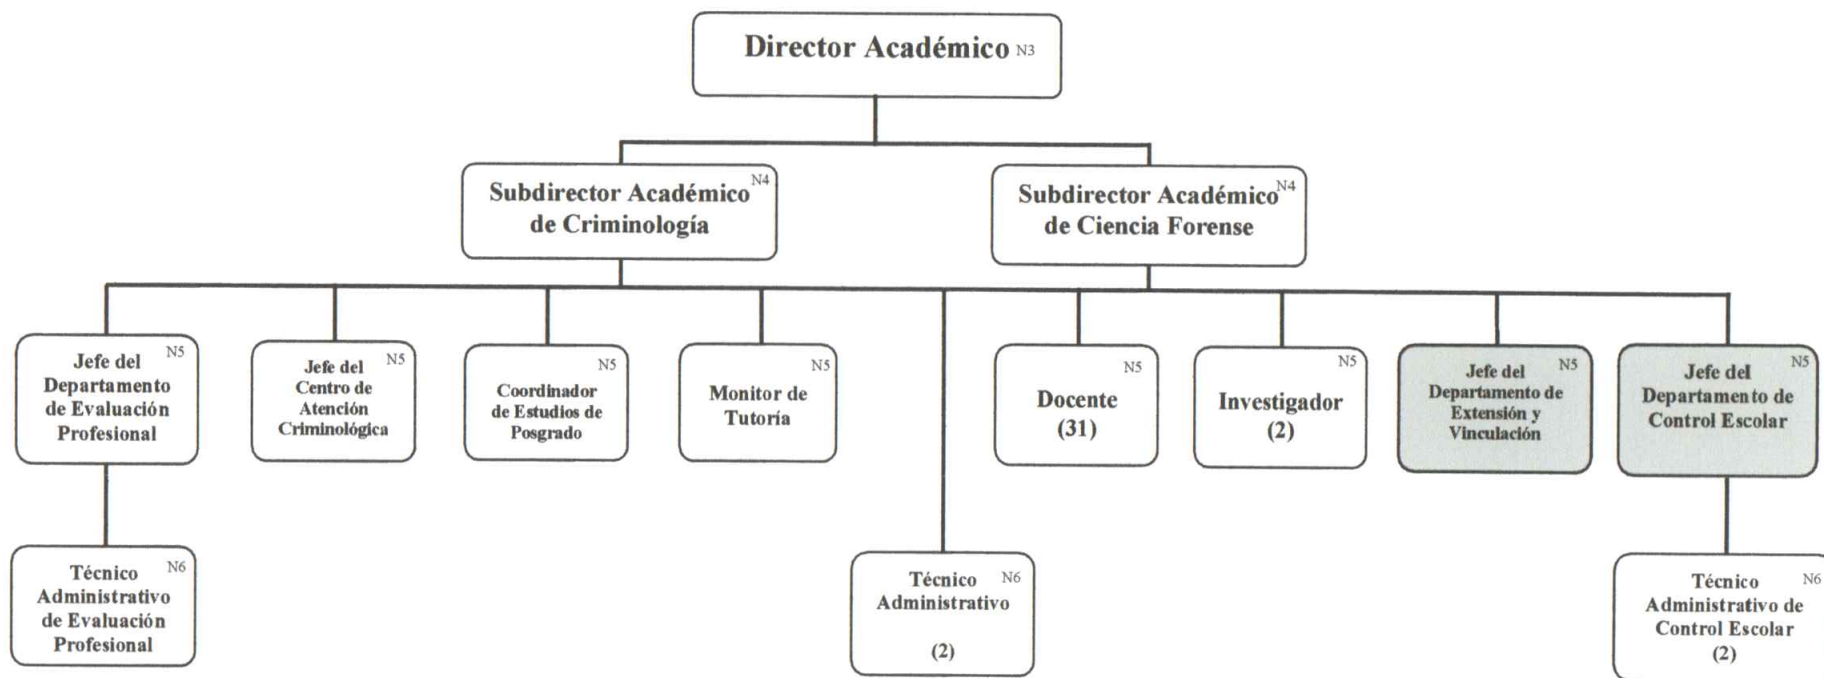 Director Académico N3
Subdirector Académico N4
de Criminología
Subdirector Académico N4
de Ciencia Forense
Jefe del N5
Departamento
de Evaluación
Profesional
Jefe del N5
Centro de
Atención
Criminológica
N5
Coordinador
de Estudios de
Posgrado
N5
Monitor de
Tutoría
N5
Docente
(31)
N5
Investigador
(2)
Jefe del N5
Departamento de
Extensión y
Vinculación
Jefe del N5
Departamento de
Control Escolar
Técnico N6
Administrativo
de Evaluación
Profesional
Técnico N6
Administrativo
(2)
Técnico N6
Administrativo de
Control Escolar
(2)